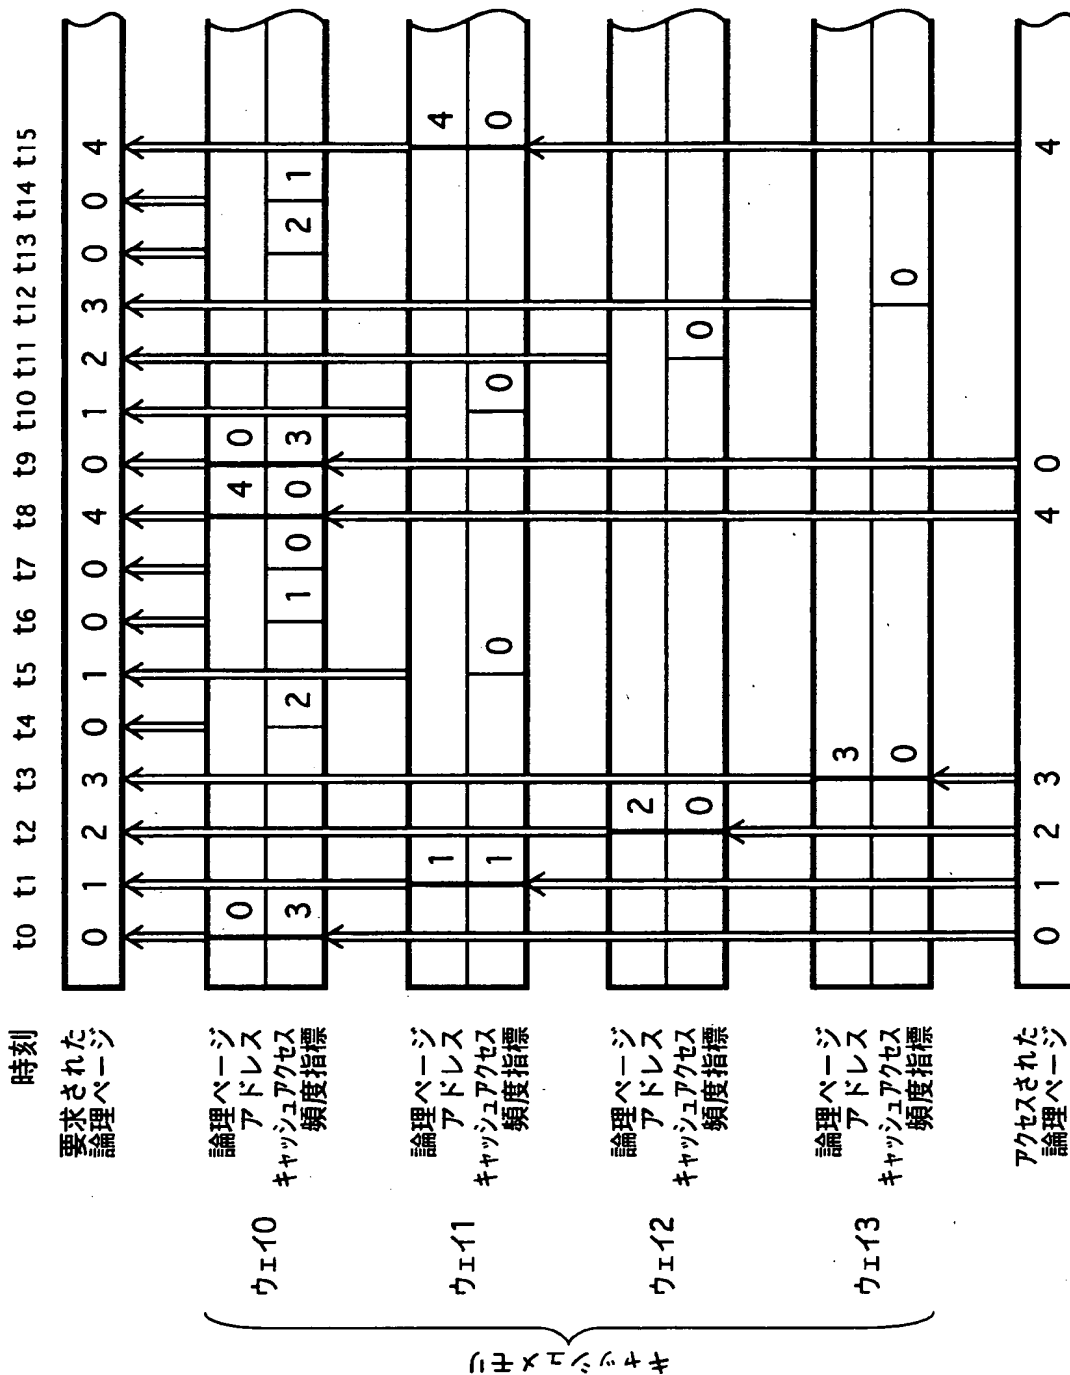 時刻 t0 t1 t2 t3 t4 t5 t6 t7 t8 t9 t10 t11 t12 t13 t14 t15
要求された
論理ページ
0 1 2 3 0 1 0 0 4 0 1 2 3 0 0 4
キャッシュメモリ
ウェイ0
論理ページ
アドレス
0 4 0
キャッシュアクセス
頻度指標
3 2 1 0 0 3 2 1
ウェイ1
論理ページ
アドレス
1 4
キャッシュアクセス
頻度指標
1 0 0 0
ウェイ2
論理ページ
アドレス
2
キャッシュアクセス
頻度指標
0 0
ウェイ3
論理ページ
アドレス
3
キャッシュアクセス
頻度指標
0 0
アクセスされた
論理ページ
0 1 2 3 4 0 4